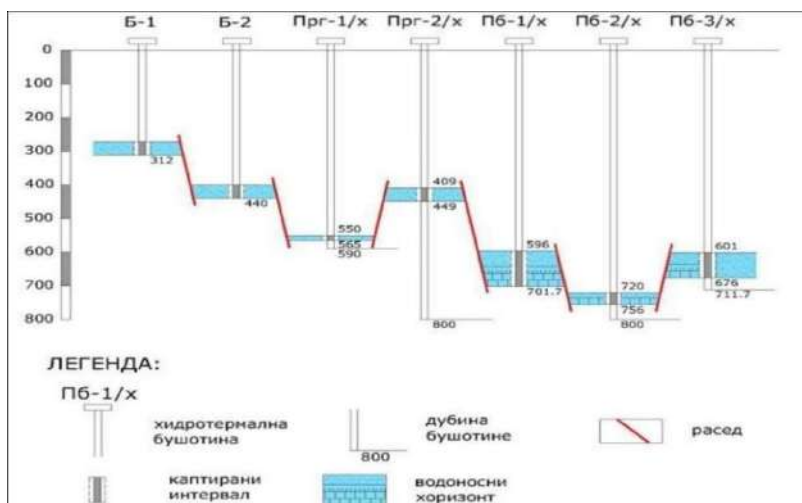 Б-1 Б-2 Прг-1/х Прг-2/х Пб-1/х Пб-2/х Пб-3/х
0
100
200
300
312
400
409
440
449
500
550
565
590
596
600
601
676
700
701.7
711.7
720
756
800
800
800
ЛЕГЕНДА:
Пб-1/х
хидротермална
бушотина
800
дубина
бушотине
расед
каптирани
интервал
водоносни
хоризонт